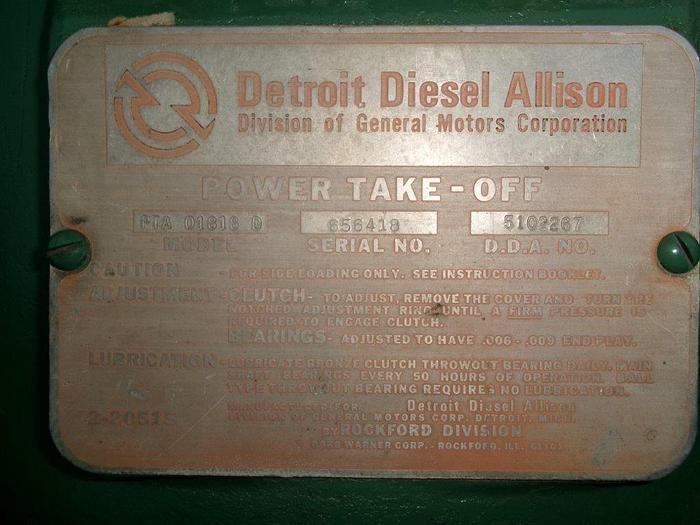 Detroit Diesel Allison
Division of General Motors Corporation
POWER TAKE-OFF
PTA 01818 D 656418 5102267
MODEL SERIAL NO. D.D.A. NO.
CAUTION - FOR SIDE LOADING ONLY. SEE INSTRUCTION BOOKLET.
ADJUSTMENT - CLUTCH - TO ADJUST, REMOVE THE COVER AND TURN THE
NOTCHED ADJUSTMENT RING UNTIL A FIRM PRESSURE IS
REQUIRED TO ENGAGE CLUTCH.
BEARINGS - ADJUSTED TO HAVE .006 - .009 END PLAY.
LUBRICATION - LUBRICATE BRONZE CLUTCH THROWOUT BEARING DAILY. MAIN
SHAFT BEARINGS EVERY 50 HOURS OF OPERATION. BALL
TYPE THROWOUT BEARING REQUIRES NO LUBRICATION.
MANUFACTURED FOR Detroit Diesel Allison
DIVISION OF GENERAL MOTORS CORP. DETROIT, MICH.
2-20515 BY ROCKFORD DIVISION
BORG WARNER CORP. - ROCKFORD, ILL.